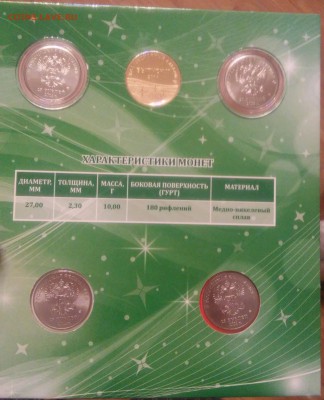 ХАРАКТЕРИСТИКИ МОНЕТ
ДИАМЕТР, ММ
ТОЛЩИНА, ММ
МАССА, Г
БОКОВАЯ ПОВЕРХНОСТЬ (ГУРТ)
МАТЕРИАЛ
27,00
2,30
10,00
180 рифлений
Медно-никелевый сплав